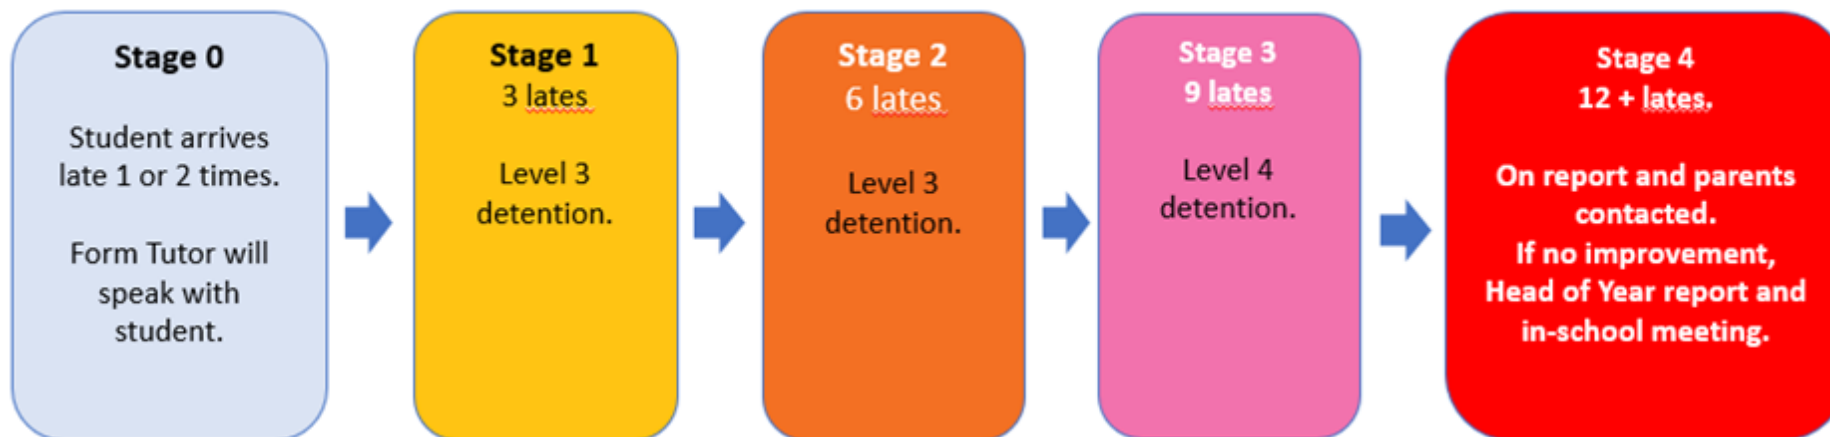 Stage 0
Student arrives
late 1 or 2 times.
Form Tutor will
speak with
student.
Stage 1
3 lates
Level 3
detention.
Stage 2
6 lates
Level 3
detention.
Stage 3
9 lates
Level 4
detention.
Stage 4
12 + lates.
On report and parents
contacted.
If no improvement,
Head of Year report and
in-school meeting.